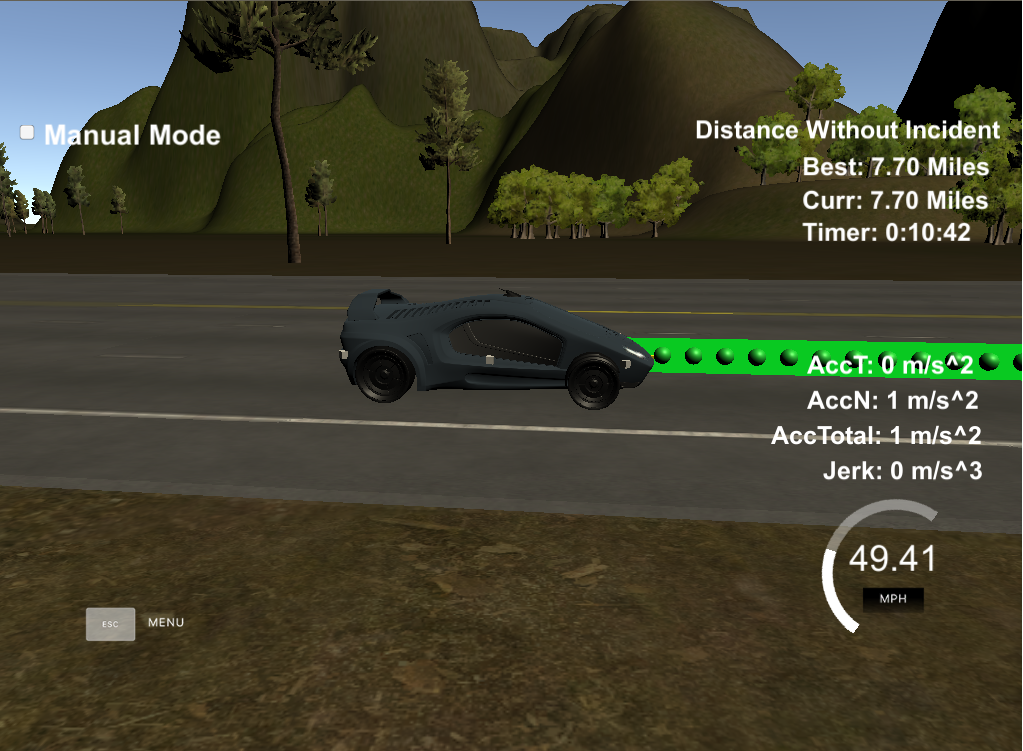 Manual Mode
Distance Without Incident
Best: 7.70 Miles
Curr: 7.70 Miles
Timer: 0:10:42
AccT: 0 m/s^2
AccN: 1 m/s^2
AccTotal: 1 m/s^2
Jerk: 0 m/s^3
49.41
MPH
ESC MENU